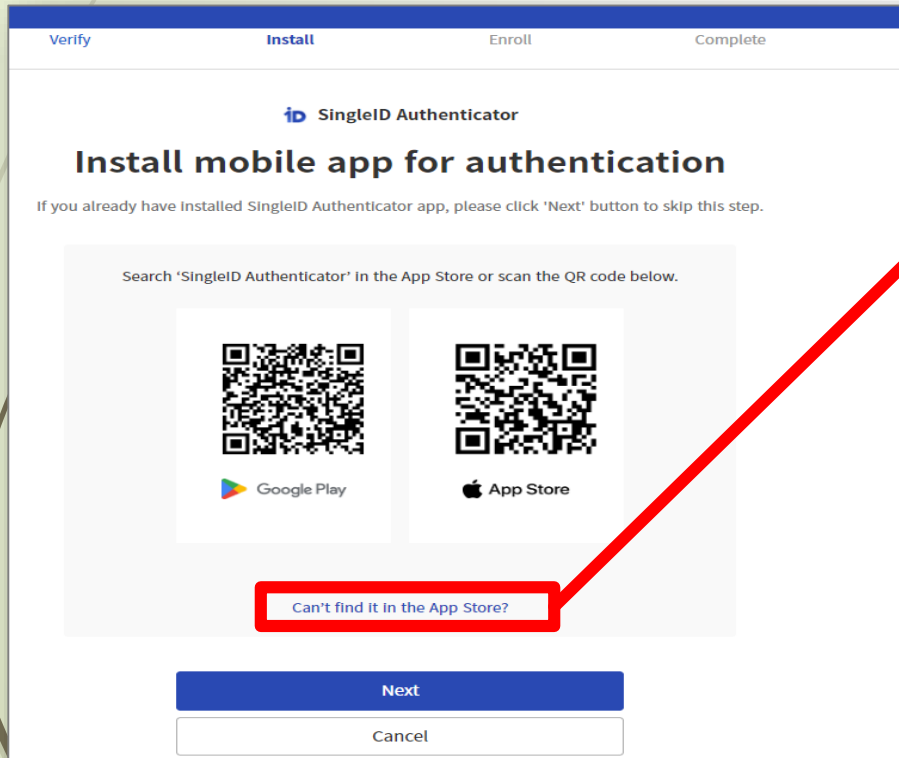 Verify Install Enroll Complete
iD SingleID Authenticator
Install mobile app for authentication
If you already have installed SingleID Authenticator app, please click 'Next' button to skip this step.
Search ‘SingleID Authenticator’ in the App Store or scan the QR code below.
Google Play App Store
Can’t find it in the App Store?
Next
Cancel